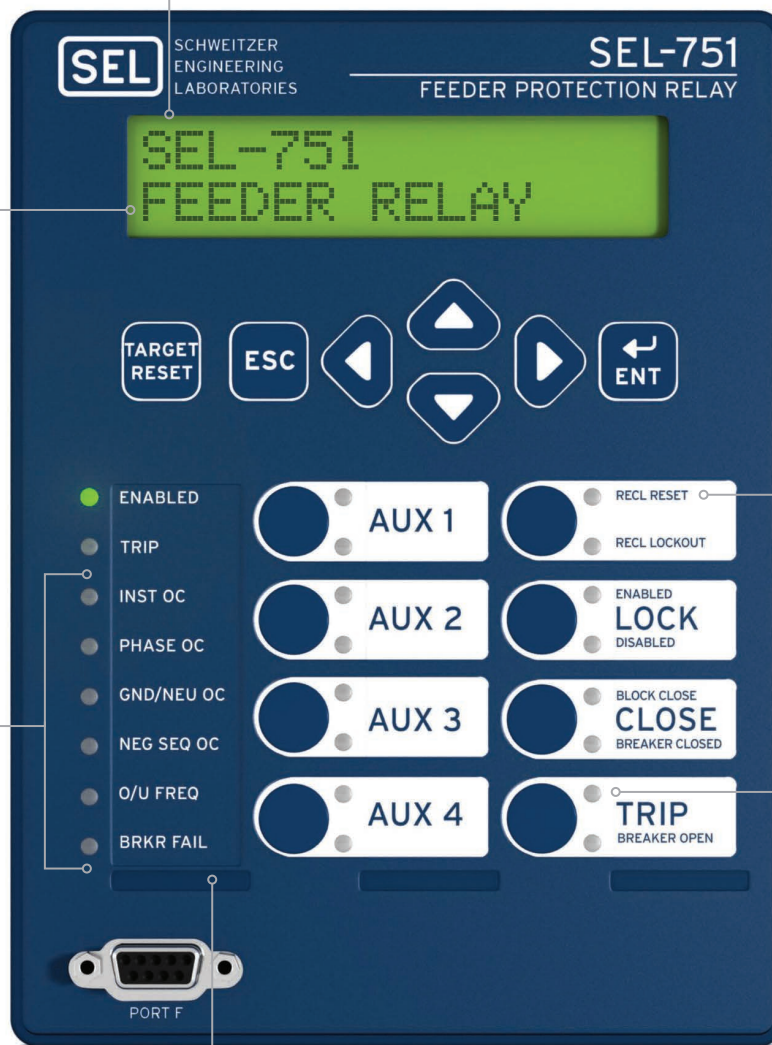 SEL
SCHWEITZER
ENGINEERING
LABORATORIES
SEL-751
FEEDER PROTECTION RELAY
SEL-751
FEEDER RELAY
TARGET
RESET
ESC
ENT
ENABLED
TRIP
INST OC
PHASE OC
GND/NEU OC
NEG SEQ OC
O/U FREQ
BRKR FAIL
AUX 1
AUX 2
AUX 3
AUX 4
RECL RESET
RECL LOCKOUT
ENABLED
LOCK
DISABLED
BLOCK CLOSE
CLOSE
BREAKER CLOSED
TRIP
BREAKER OPEN
PORT F